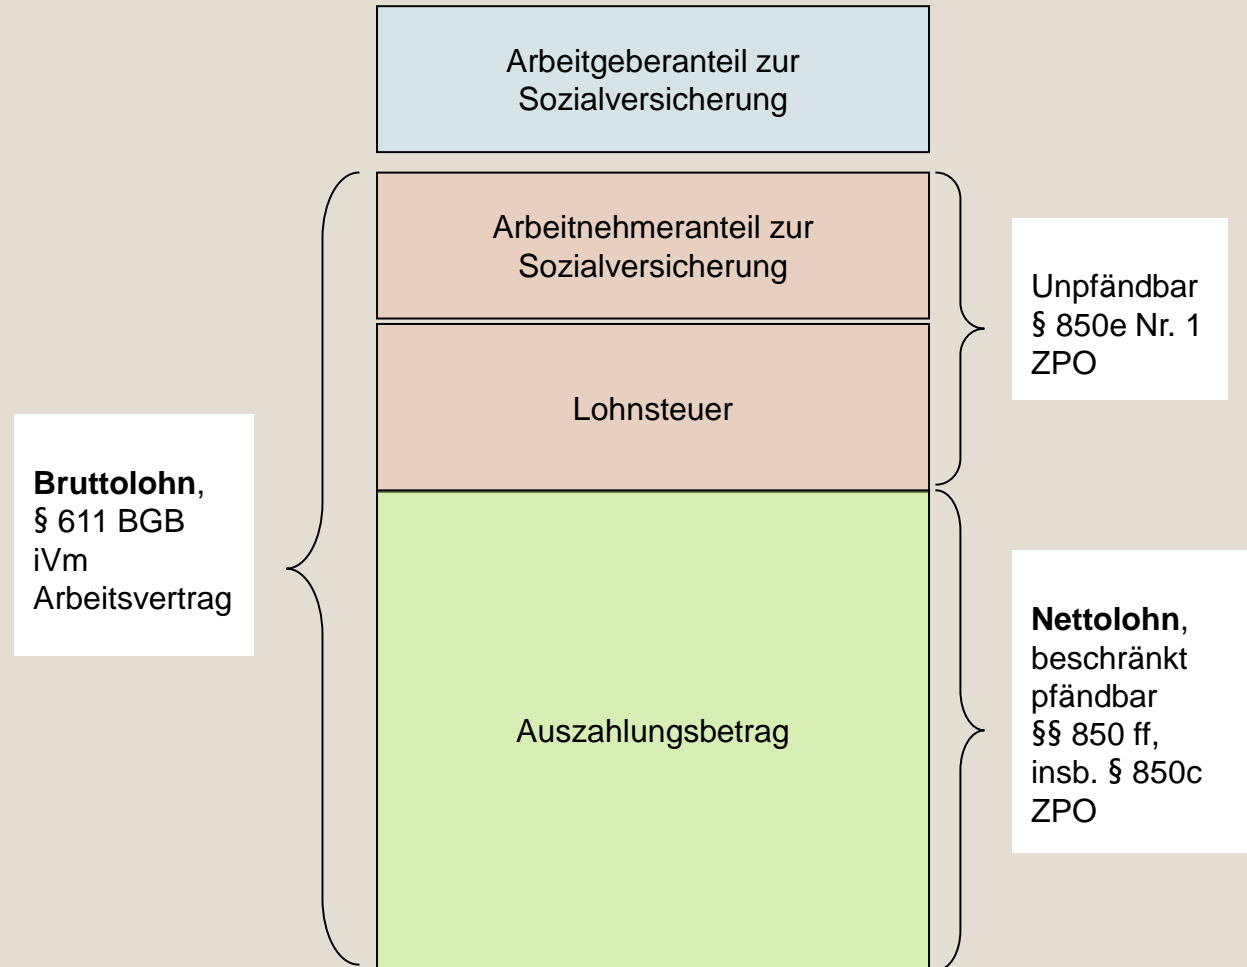 Arbeitgeberanteil zur
Sozialversicherung
Arbeitnehmeranteil zur
Sozialversicherung
Unpfändbar
§ 850e Nr. 1
ZPO
Lohnsteuer
Bruttolohn,
§ 611 BGB
iVm
Arbeitsvertrag
Nettolohn,
beschränkt
pfändbar
§§ 850 ff,
insb. § 850c
ZPO
Auszahlungsbetrag